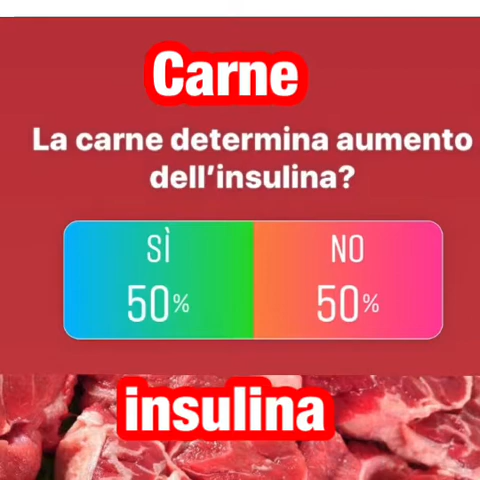 Carne
La carne determina aumento
dell'insulina?
SÌ
NO
50%
50%
insulina